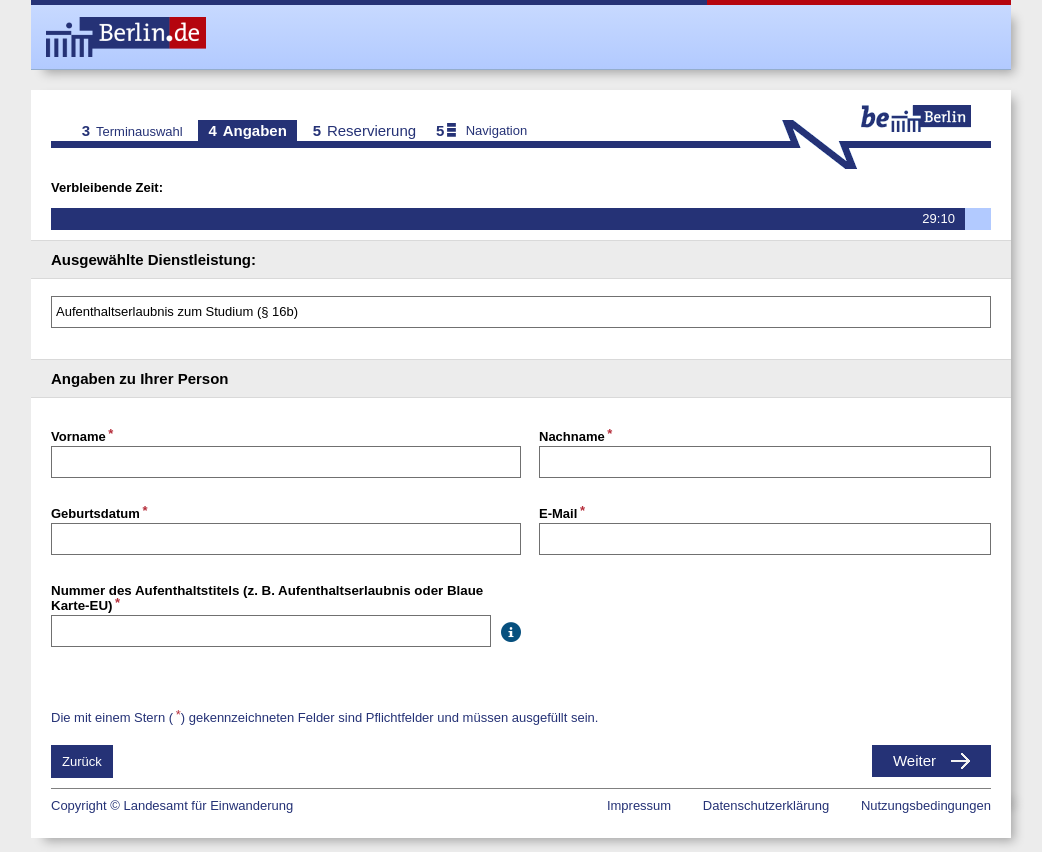 Berlin.de
be Berlin
3 Terminauswahl 4 Angaben 5 Reservierung 5 Navigation
Verbleibende Zeit:
29:10
Ausgewählte Dienstleistung:
Aufenthaltserlaubnis zum Studium (§ 16b)
Angaben zu Ihrer Person
Vorname * Nachname *
Geburtsdatum * E-Mail *
Nummer des Aufenthaltstitels (z. B. Aufenthaltserlaubnis oder Blaue
Karte-EU) *
Die mit einem Stern ( *) gekennzeichneten Felder sind Pflichtfelder und müssen ausgefüllt sein.
Zurück Weiter
Copyright © Landesamt für Einwanderung Impressum Datenschutzerklärung Nutzungsbedingungen